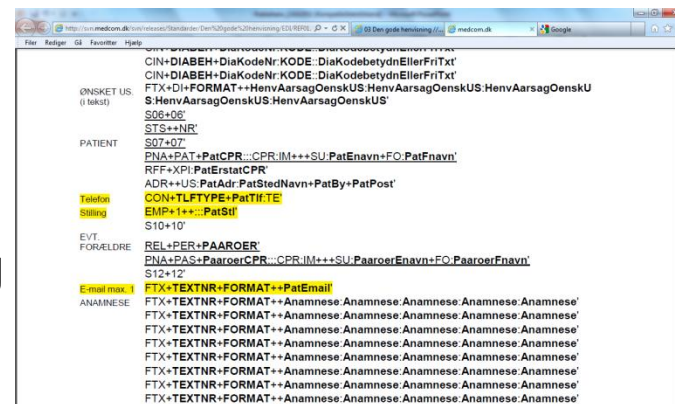 http://svn.medcom.dk/svn/releases/Standarder/Den%20gode%20henvisning/EDI/REF01.
03 Den gode henvisning //...
medcom.dk
Google
Filer Rediger Gå Favoritter Hjælp
CIN+DIABEH+DiaKodeNr:KODE::DiaKodebetydnEllerFriTxt'
CIN+DIABEH+DiaKodeNr:KODE::DiaKodebetydnEllerFriTxt'
CIN+DIABEH+DiaKodeNr:KODE::DiaKodebetydnEllerFriTxt'
ØNSKET US. FTX+DI+FORMAT++HenvAarsagOenskUS:HenvAarsagOenskUS:HenvAarsagOenskU
(i tekst) S:HenvAarsagOenskUS:HenvAarsagOenskUS'
S06+06'
STS++NR'
PATIENT S07+07'
PNA+PAT+PatCPR:::CPR:IM+++SU:PatEnavn+FO:PatFnavn'
RFF+XPI:PatErstatCPR'
ADR++US:PatAdr:PatStedNavn+PatBy+PatPost'
Telefon CON+TLFTYPE+PatTlf:TE'
Stilling EMP+1++:::PatStl'
S10+10'
EVT.
FORÆLDRE REL+PER+PAAROER'
PNA+PAS+PaaroerCPR:::CPR:IM+++SU:PaaroerEnavn+FO:PaaroerFnavn'
S12+12'
E-mail max. 1 FTX+TEXTNR+FORMAT++PatEmail'
ANAMNESE FTX+TEXTNR+FORMAT++Anamnese:Anamnese:Anamnese:Anamnese:Anamnese'
FTX+TEXTNR+FORMAT++Anamnese:Anamnese:Anamnese:Anamnese:Anamnese'
FTX+TEXTNR+FORMAT++Anamnese:Anamnese:Anamnese:Anamnese:Anamnese'
FTX+TEXTNR+FORMAT++Anamnese:Anamnese:Anamnese:Anamnese:Anamnese'
FTX+TEXTNR+FORMAT++Anamnese:Anamnese:Anamnese:Anamnese:Anamnese'
FTX+TEXTNR+FORMAT++Anamnese:Anamnese:Anamnese:Anamnese:Anamnese'
FTX+TEXTNR+FORMAT++Anamnese:Anamnese:Anamnese:Anamnese:Anamnese'
FTX+TEXTNR+FORMAT++Anamnese:Anamnese:Anamnese:Anamnese:Anamnese'